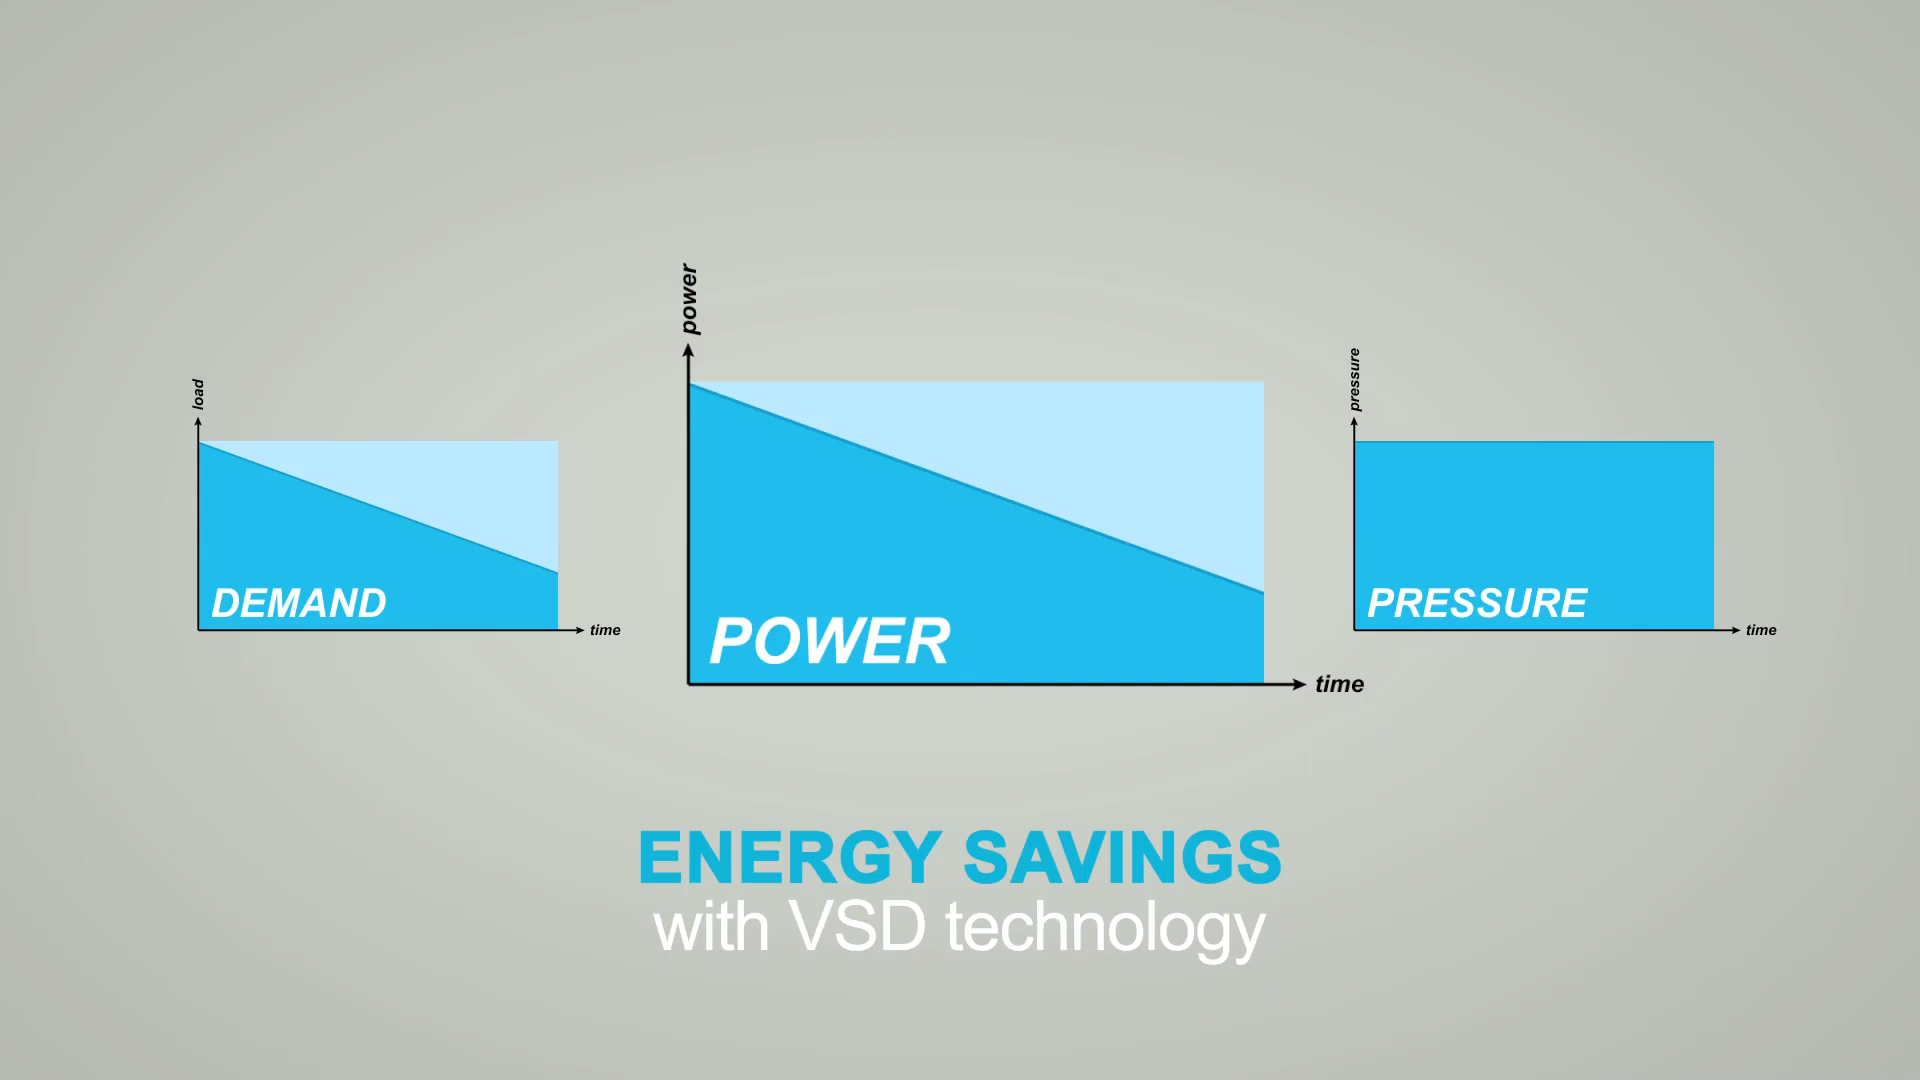 load
DEMAND
time
power
POWER
time
pressure
PRESSURE
time
ENERGY SAVINGS
with VSD technology